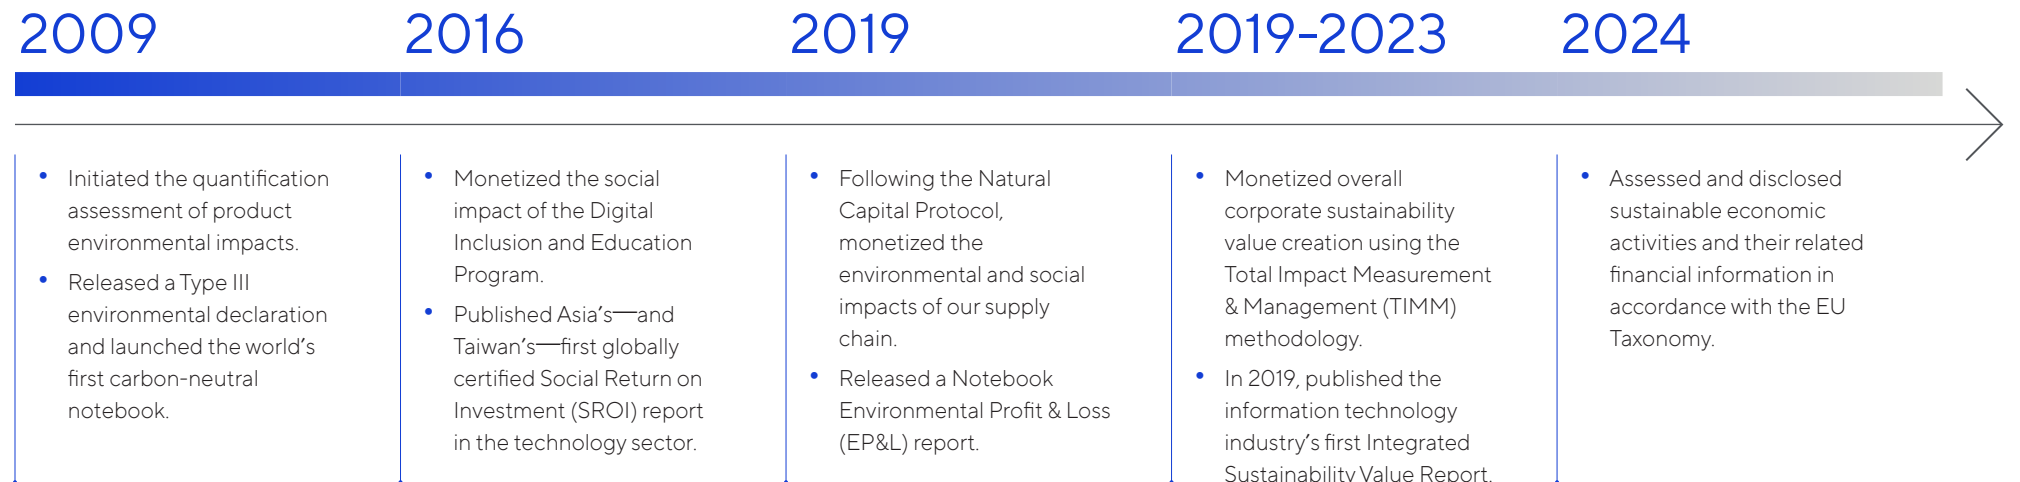 2009
2016
2019
2019-2023
2024
• Initiated the quantification
assessment of product
environmental impacts.
• Released a Type III
environmental declaration
and launched the world's
first carbon-neutral
notebook.
• Monetized the social
impact of the Digital
Inclusion and Education
Program.
• Published Asia's—and
Taiwan's—first globally
certified Social Return on
Investment (SROI) report
in the technology sector.
• Following the Natural
Capital Protocol,
monetized the
environmental and social
impacts of our supply
chain.
• Released a Notebook
Environmental Profit & Loss
(EP&L) report.
• Monetized overall
corporate sustainability
value creation using the
Total Impact Measurement
& Management (TIMM)
methodology.
• In 2019, published the
information technology
industry's first Integrated
Sustainability Value Report.
• Assessed and disclosed
sustainable economic
activities and their related
financial information in
accordance with the EU
Taxonomy.